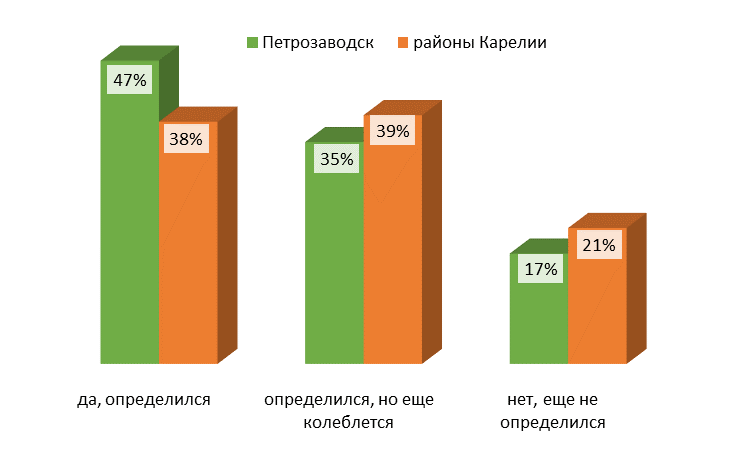 Петрозаводск районы Карелии
47%
38%
35%
39%
17%
21%
да, определился
определился, но еще
колеблется
нет, еще не
определился